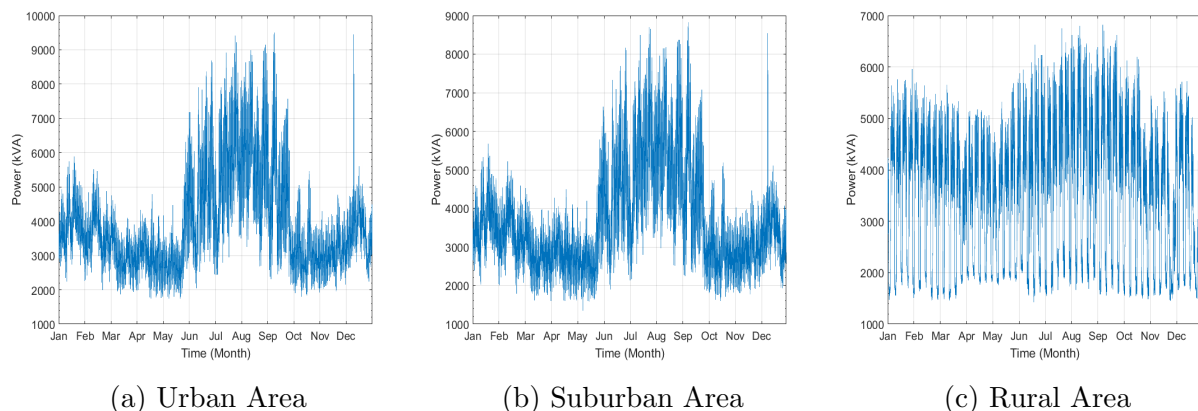 10000
9000
8000
7000
6000
5000
4000
3000
2000
1000
Power (kVA)
Jan Feb Mar Apr May Jun Jul Aug Sep Oct Nov Dec
Time (Month)
(a) Urban Area
9000
8000
7000
6000
5000
4000
3000
2000
1000
Power (kVA)
Jan Feb Mar Apr May Jun Jul Aug Sep Oct Nov Dec
Time (Month)
(b) Suburban Area
7000
6000
5000
4000
3000
2000
1000
Power (kVA)
Jan Feb Mar Apr May Jun Jul Aug Sep Oct Nov Dec
Time (Month)
(c) Rural Area